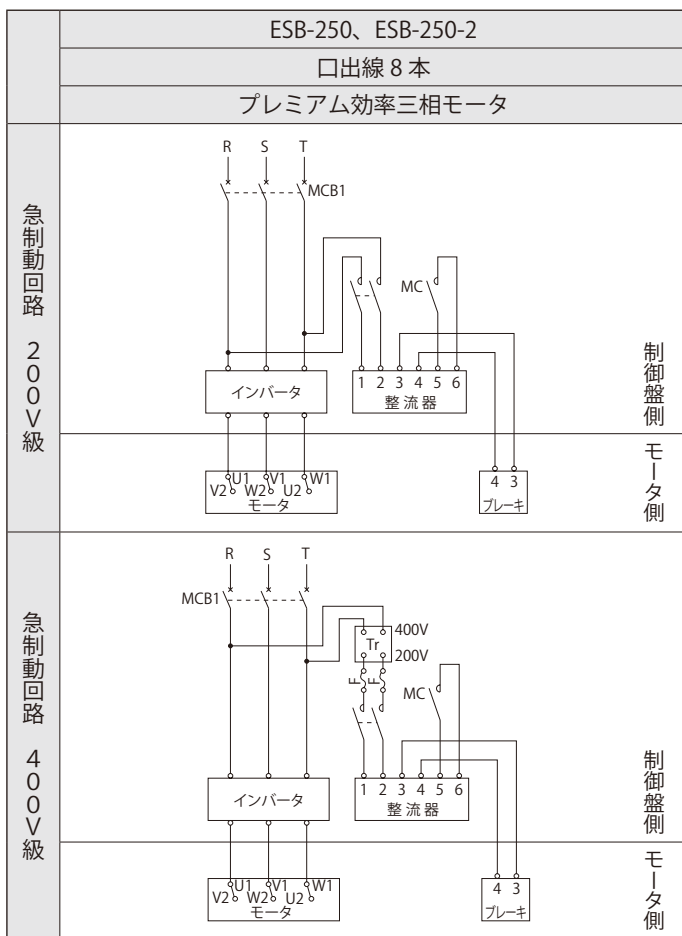 ESB-250、ESB-250-2
口出線 8 本
プレミアム効率三相モータ
急制動回路 200V級
R S T
MCB1
MC
1 2 3 4 5 6
インバータ
整流器
制御盤側
モータ側
U1 V1 W1
V2 W2 U2
モータ
4 3
ブレーキ
急制動回路 400V級
R S T
MCB1
400V
Tr
200V
F F
MC
1 2 3 4 5 6
インバータ
整流器
制御盤側
モータ側
U1 V1 W1
V2 W2 U2
モータ
4 3
ブレーキ